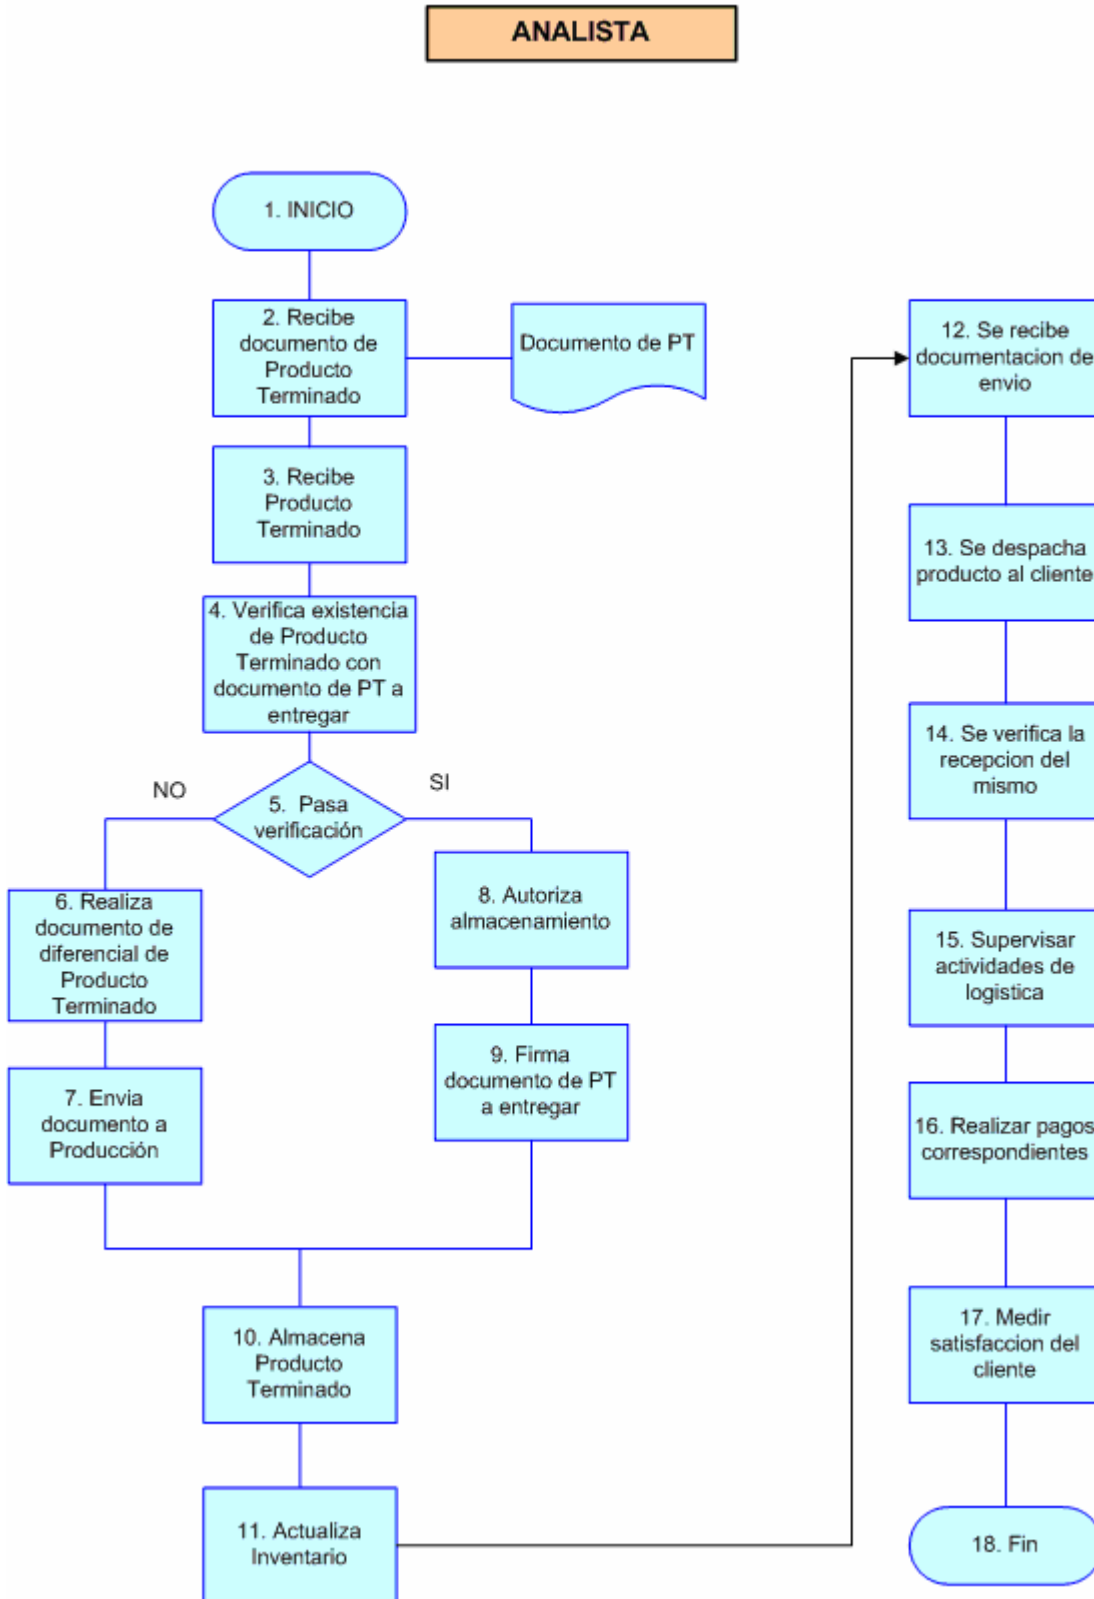 ANALISTA
1. INICIO
2. Recibe
documento de
Producto
Terminado
Documento de PT
3. Recibe
Producto
Terminado
4. Verifica existencia
de Producto
Terminado con
documento de PT a
entregar
5. Pasa
verificación
NO
SI
6. Realiza
documento de
diferencial de
Producto
Terminado
7. Envia
documento a
Producción
8. Autoriza
almacenamiento
9. Firma
documento de PT
a entregar
10. Almacena
Producto
Terminado
11. Actualiza
Inventario
12. Se recibe
documentacion de
envio
13. Se despacha
producto al cliente
14. Se verifica la
recepcion del
mismo
15. Supervisar
actividades de
logistica
16. Realizar pagos
correspondientes
17. Medir
satisfaccion del
cliente
18. Fin